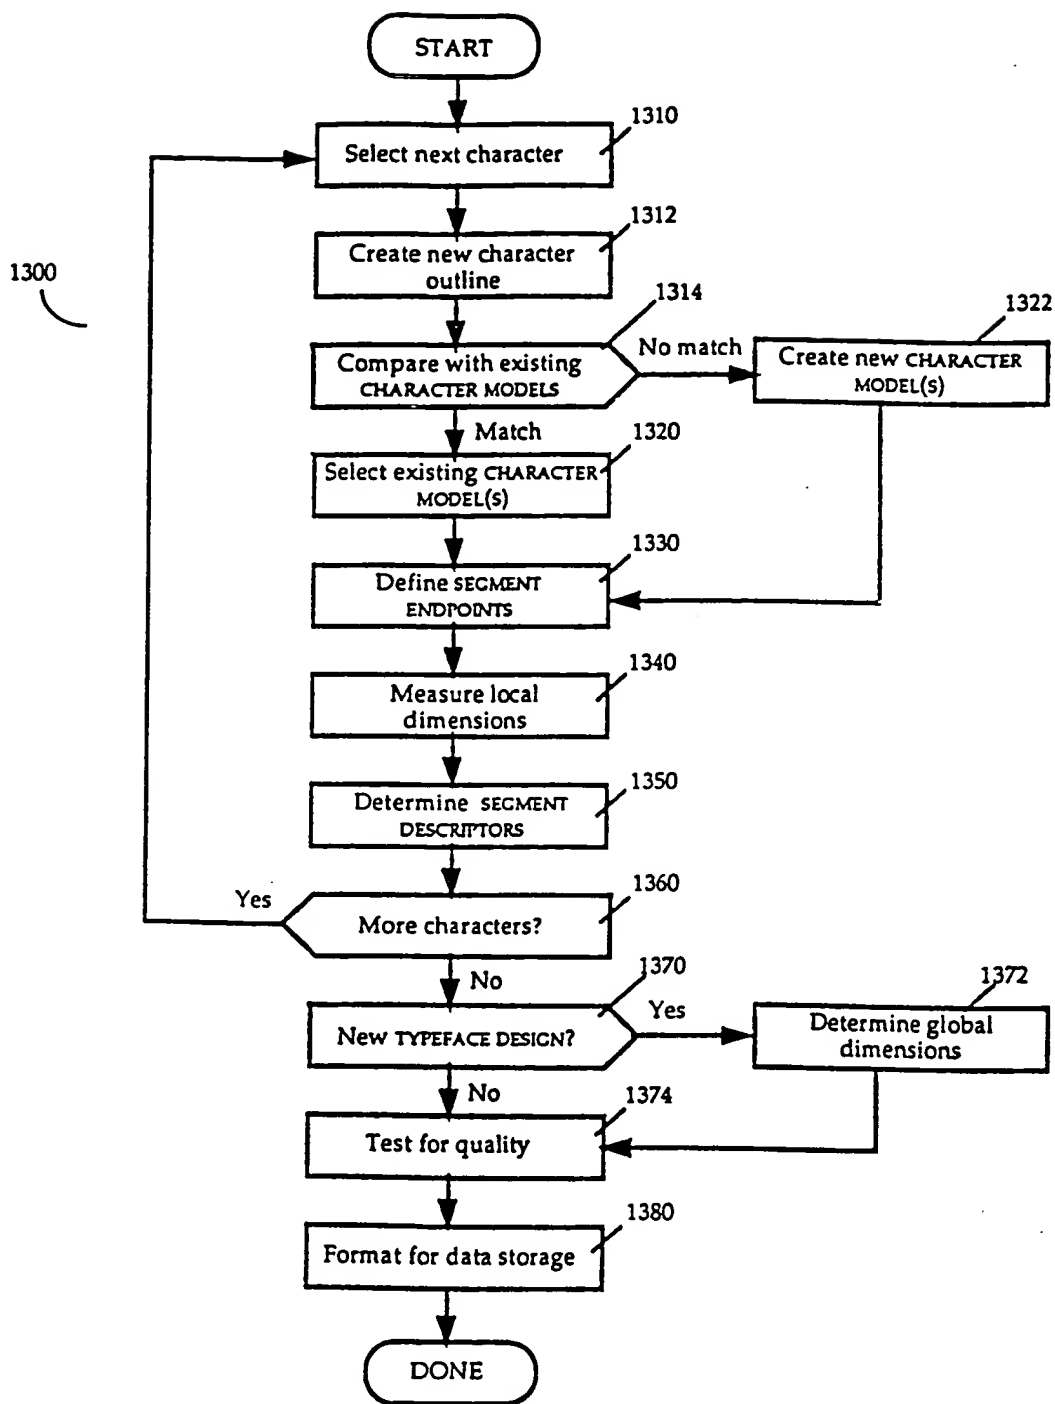 START
1310
Select next character
1312
Create new character
outline
1300
1314
Compare with existing
CHARACTER MODELS
No match
1322
Create new CHARACTER
MODEL(S)
Match
1320
Select existing CHARACTER
MODEL(S)
1330
Define SEGMENT
ENDPOINTS
1340
Measure local
dimensions
1350
Determine SEGMENT
DESCRIPTORS
Yes
1360
More characters?
No
1370
New TYPEFACE DESIGN?
Yes
1372
Determine global
dimensions
No
1374
Test for quality
1380
Format for data storage
DONE